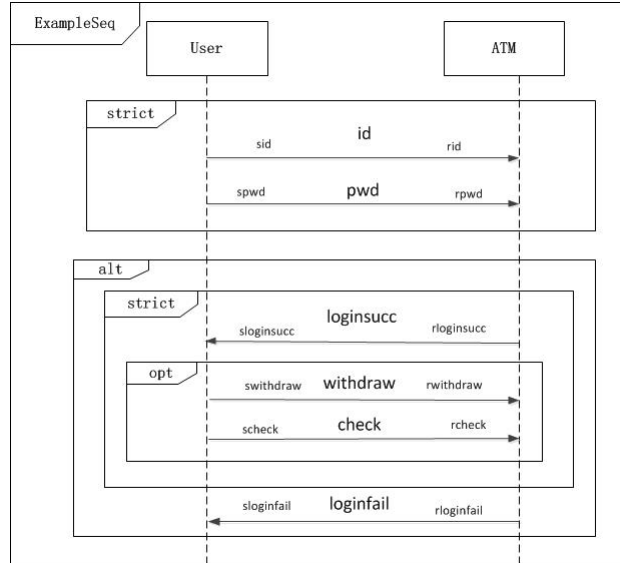 ExampleSeq
User ATM
strict
id
sid rid
spwd pwd rpwd
alt
strict
loginsucc
sloginsucc rloginsucc
opt
swithdraw withdraw rwithdraw
scheck check rcheck
sloginfail loginfail rloginfail